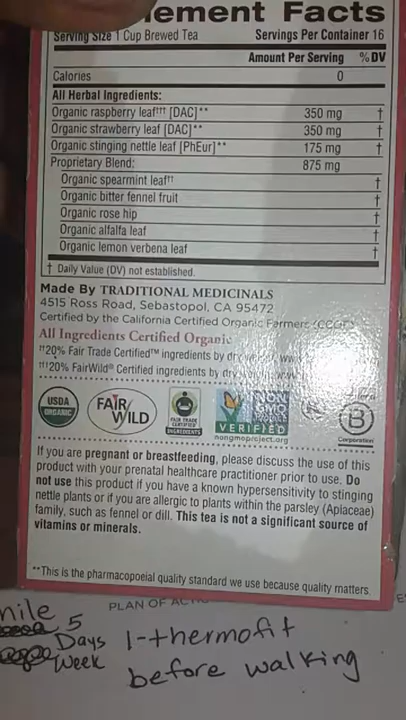 lement Facts
Serving Size 1 Cup Brewed Tea Servings Per Container 16
Amount Per Serving %DV
Calories 0
All Herbal Ingredients:
Organic raspberry leaf††† [DAC]** 350 mg †
Organic strawberry leaf [DAC]** 350 mg †
Organic stinging nettle leaf [PhEur]** 175 mg †
Proprietary Blend: 875 mg
Organic spearmint leaf†† †
Organic bitter fennel fruit †
Organic rose hip †
Organic alfalfa leaf †
Organic lemon verbena leaf †
† Daily Value (DV) not established.
Made By TRADITIONAL MEDICINALS
4515 Ross Road, Sebastopol, CA 95472
Certified by the California Certified Organic Farmers (CCOF)
All Ingredients Certified Organic
††20% Fair Trade Certified™ ingredients by dry
†††20% FairWild® Certified ingredients by dry
USDA
ORGANIC
FAIR
WILD
FAIR TRADE
CERTIFIED
INGREDIENTS
NON
GMO
VERIFIED
nongmoproject.org
B
Corporation
If you are pregnant or breastfeeding, please discuss the use of this
product with your prenatal healthcare practitioner prior to use. Do
not use this product if you have a known hypersensitivity to stinging
nettle plants or if you are allergic to plants within the parsley (Apiaceae)
family, such as fennel or dill. This tea is not a significant source of
vitamins or minerals.
**This is the pharmacopoeial quality standard we use because quality matters.
PLAN OF
mile
5
Days
Week
1-thermofit
before walking